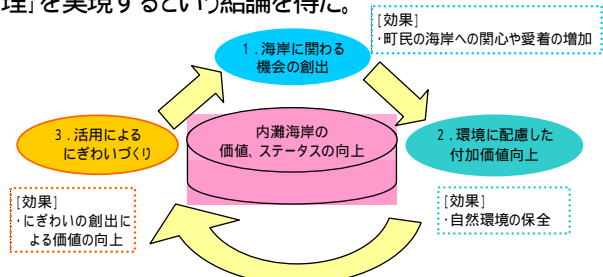 理』を実現するという結論を得た。
[効果]
・町民の海岸への関心や愛着の増加
1．海岸に関わる
機会の創出
3．活用による
にぎわいづくり
内灘海岸の
価値、ステータスの向上
2．環境に配慮した
付加価値向上
[効果]
・にぎわいの創出に
よる価値の向上
[効果]
・自然環境の保全